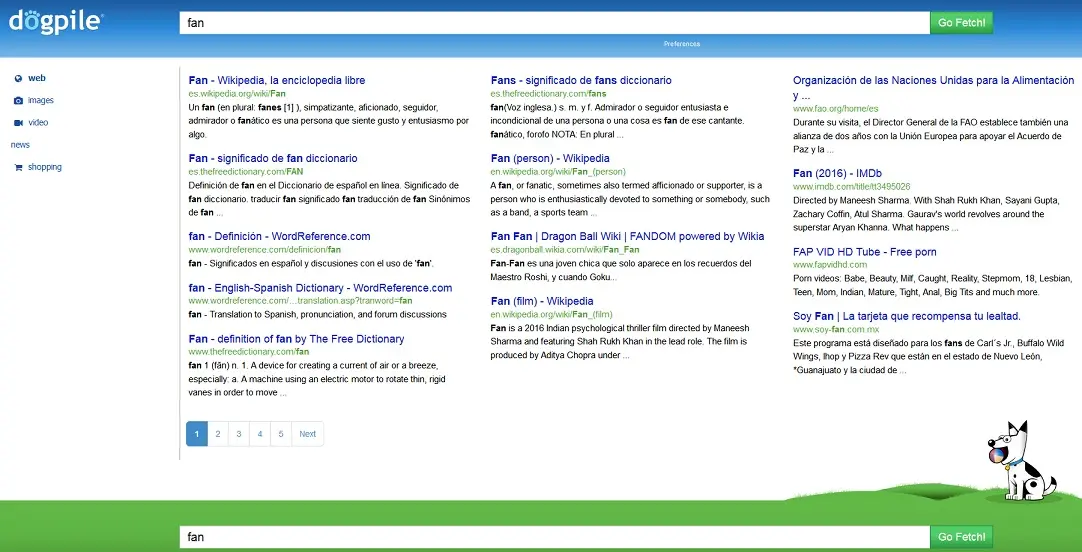 dogpile
fan
Go Fetch!
Preferences
web
images
video
news
shopping
Fan - Wikipedia, la enciclopedia libre
es.wikipedia.org/wiki/Fan
Un fan (en plural: fanes [1] ), simpatizante, aficionado, seguidor,
admirador o fanático es una persona que siente gusto y entusiasmo por
algo.
Fan - significado de fan diccionario
es.thefreedictionary.com/FAN
Definición de fan en el Diccionario de español en línea. Significado de
fan diccionario. traducir fan significado fan traducción de fan Sinónimos
de fan ...
fan - Definición - WordReference.com
www.wordreference.com/definicion/fan
fan - Significados en español y discusiones con el uso de 'fan'.
fan - English-Spanish Dictionary - WordReference.com
www.wordreference.com/...translation.asp?tranword=fan
fan - Translation to Spanish, pronunciation, and forum discussions
Fan - definition of fan by The Free Dictionary
www.thefreedictionary.com/fan
fan 1 (făn) n. 1. A device for creating a current of air or a breeze,
especially: a. A machine using an electric motor to rotate thin, rigid
vanes in order to move ...
Fans - significado de fans diccionario
es.thefreedictionary.com/fans
fan(Voz inglesa.) s. m. y f. Admirador o seguidor entusiasta e
incondicional de una persona o una cosa es fan de ese cantante.
fanático, forofo NOTA: En plural ...
Fan (person) - Wikipedia
en.wikipedia.org/wiki/Fan_(person)
A fan, or fanatic, sometimes also termed afficionado or supporter, is a
person who is enthusiastically devoted to something or somebody, such
as a band, a sports team ...
Fan Fan | Dragon Ball Wiki | FANDOM powered by Wikia
es.dragonball.wikia.com/wiki/Fan_Fan
Fan-Fan es una joven chica que solo aparece en los recuerdos del
Maestro Roshi, y cuando Goku...
Fan (film) - Wikipedia
en.wikipedia.org/wiki/Fan_(film)
Fan is a 2016 Indian psychological thriller film directed by Maneesh
Sharma and featuring Shah Rukh Khan in the lead role. The film is
produced by Aditya Chopra under ...
Organización de las Naciones Unidas para la Alimentación
y ...
www.fao.org/home/es
Durante su visita, el Director General de la FAO establece también una
alianza de dos años con la Unión Europea para apoyar el Acuerdo de
Paz y la ...
Fan (2016) - IMDb
www.imdb.com/title/tt3495026
Directed by Maneesh Sharma. With Shah Rukh Khan, Sayani Gupta,
Zachary Coffin, Atul Sharma. Gaurav's world revolves around the
superstar Aryan Khanna. What happens ...
FAP VID HD Tube - Free porn
www.fapvidhd.com
Porn videos: Babe, Beauty, Milf, Caught, Reality, Stepmom, 18, Lesbian,
Teen, Mom, Indian, Mature, Tight, Anal, Big Tits and much more.
Soy Fan | La tarjeta que recompensa tu lealtad.
www.soy-fan.com.mx
Este programa está diseñado para los fans de Carl´s Jr., Buffalo Wild
Wings, Ihop y Pizza Rev que están en el estado de Nuevo León,
*Guanajuato y la ciudad de ...
1 2 3 4 5 Next
fan
Go Fetch!